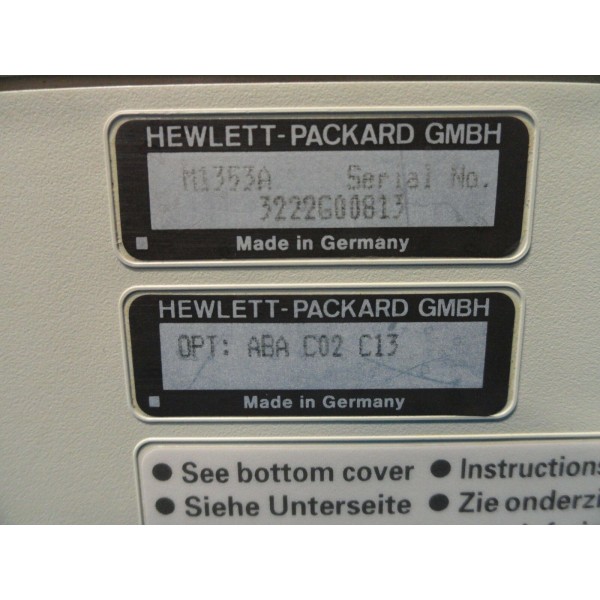 HEWLETT-PACKARD GMBH
M1353A Serial No.
3222G00813
Made in Germany
HEWLETT-PACKARD GMBH
OPT: ABA C02 C13
Made in Germany
● See bottom cover ● Instructions
● Siehe Unterseite ● Zie onderzi